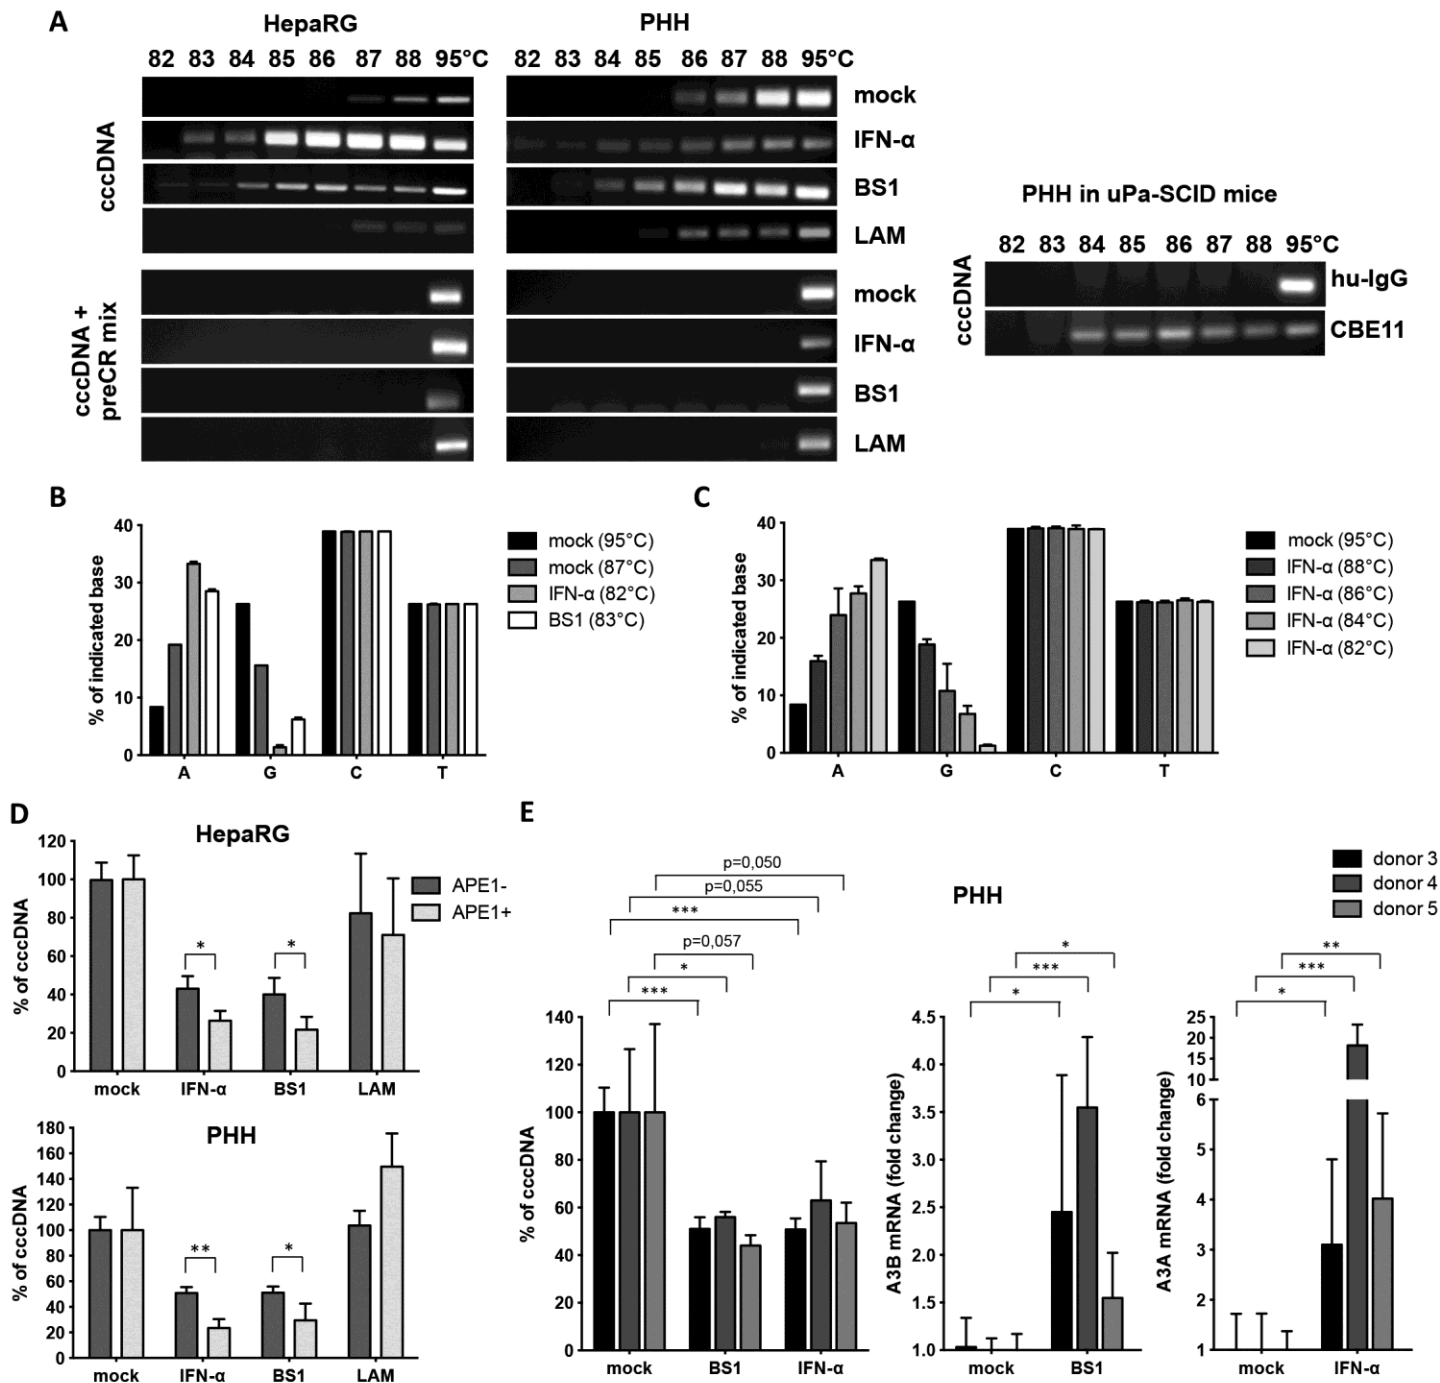 A
HepaRG
PHH
82 83 84 85 86 87 88 95°C
82 83 84 85 86 87 88 95°C
cccDNA
mock
IFN-α
BS1
LAM
cccDNA +
preCR mix
mock
IFN-α
BS1
LAM
PHH in uPa-SCID mice
82 83 84 85 86 87 88 95°C
cccDNA
hu-IgG
CBE11
B
% of indicated base
40
30
20
10
0
A G C T
mock (95°C)
mock (87°C)
IFN-α (82°C)
BS1 (83°C)
C
% of indicated base
40
30
20
10
0
A G C T
mock (95°C)
IFN-α (88°C)
IFN-α (86°C)
IFN-α (84°C)
IFN-α (82°C)
D
HepaRG
% of cccDNA
120
100
80
60
40
20
0
* *
mock IFN-α BS1 LAM
APE1-
APE1+
PHH
% of cccDNA
180
160
140
120
100
80
60
40
20
0
** *
mock IFN-α BS1 LAM
E
PHH
donor 3
donor 4
donor 5
p=0,050
p=0,055
***
p=0,057
*
***
% of cccDNA
140
120
100
80
60
40
20
0
mock BS1 IFN-α
*
***
*
A3B mRNA (fold change)
4.5
4.0
3.5
3.0
2.5
2.0
1.5
1.0
mock BS1
**
***
*
A3A mRNA (fold change)
25
20
15
10
6
5
4
3
2
1
mock IFN-α